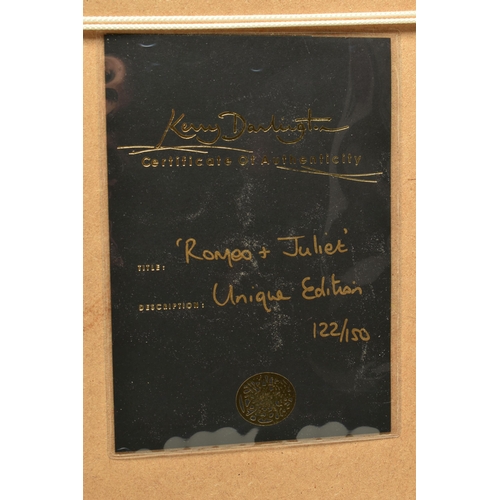 Kerry Darlington
Certificate Of Authenticity
TITLE: 'Romeo + Juliet'
DESCRIPTION: Unique Edition
122/150